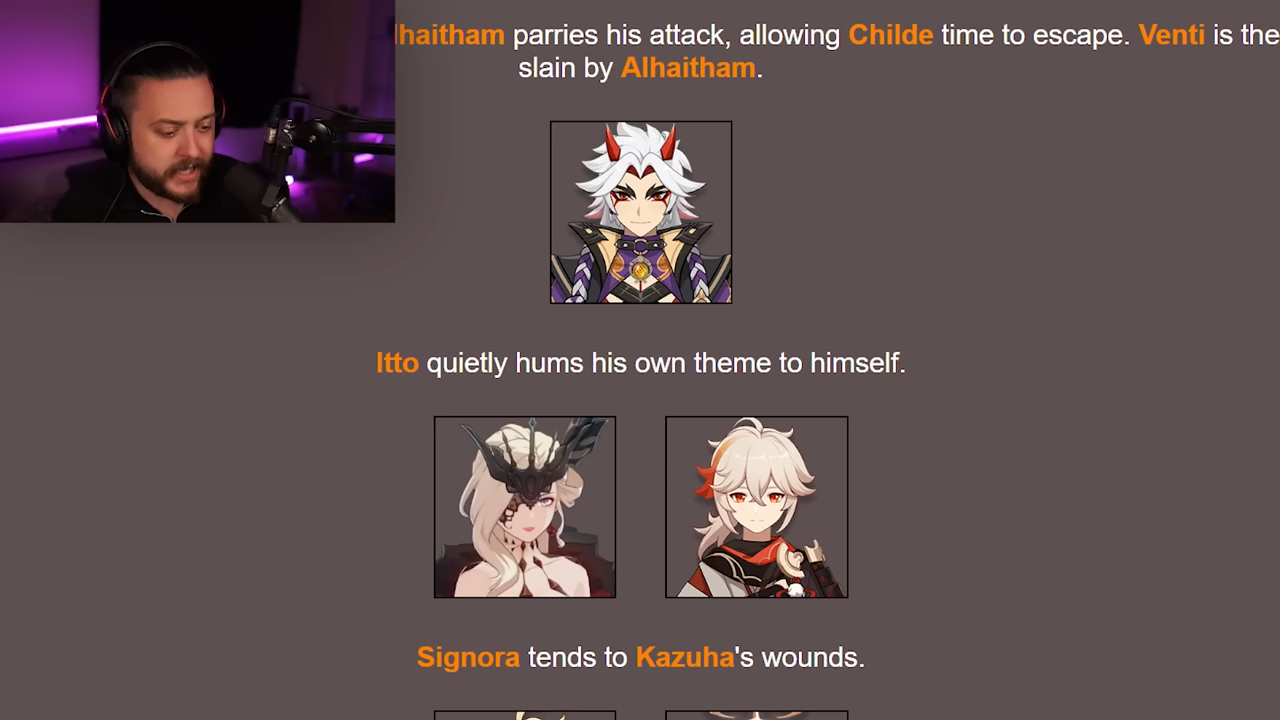 lhaitham parries his attack, allowing Childe time to escape. Venti is the
slain by Alhaitham.
Itto quietly hums his own theme to himself.
Signora tends to Kazuha's wounds.